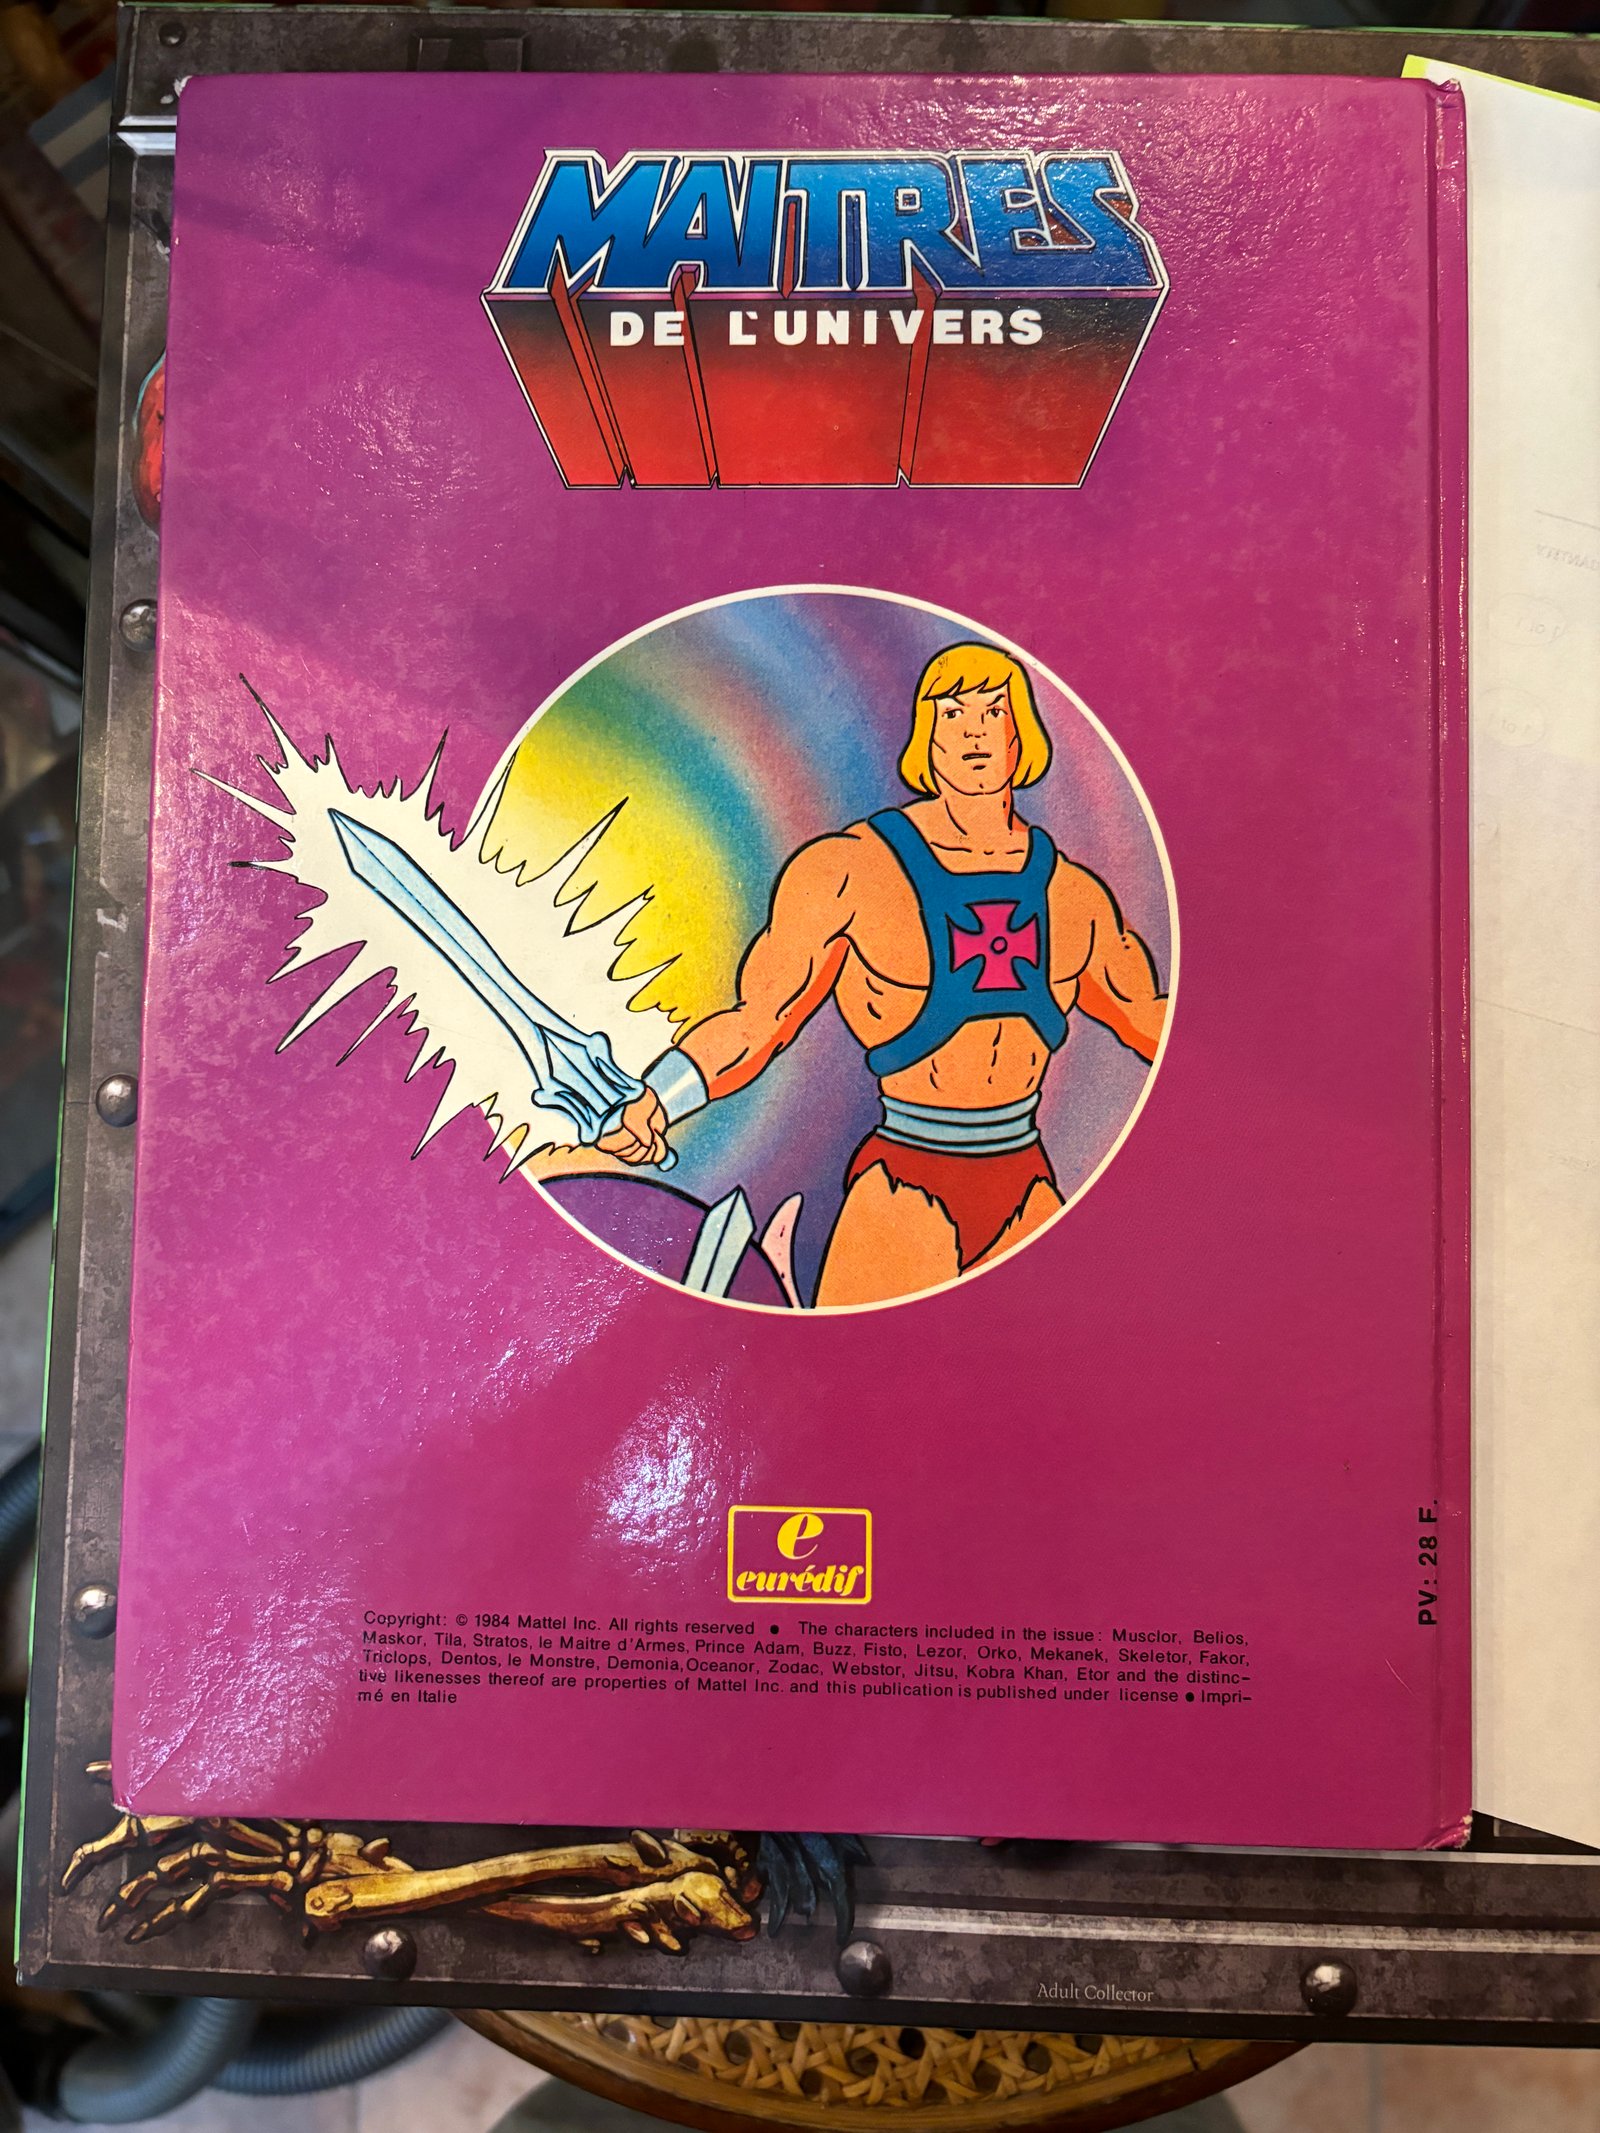 MAITRES
DE L'UNIVERS
e
eurédif
Copyright: © 1984 Mattel Inc. All rights reserved ● The characters included in the issue: Musclor, Belios,
Maskor, Tila, Stratos, le Maitre d'Armes, Prince Adam, Buzz, Fisto, Lezor, Orko, Mekanek, Skeletor, Fakor,
Triclops, Dentos, le Monstre, Demonia, Oceanor, Zodac, Webstor, Jitsu, Kobra Khan, Etor and the distinc-
tive likenesses thereof are properties of Mattel Inc. and this publication is published under license ● Impri-
mé en Italie
PV: 28 F.
Adult Collector